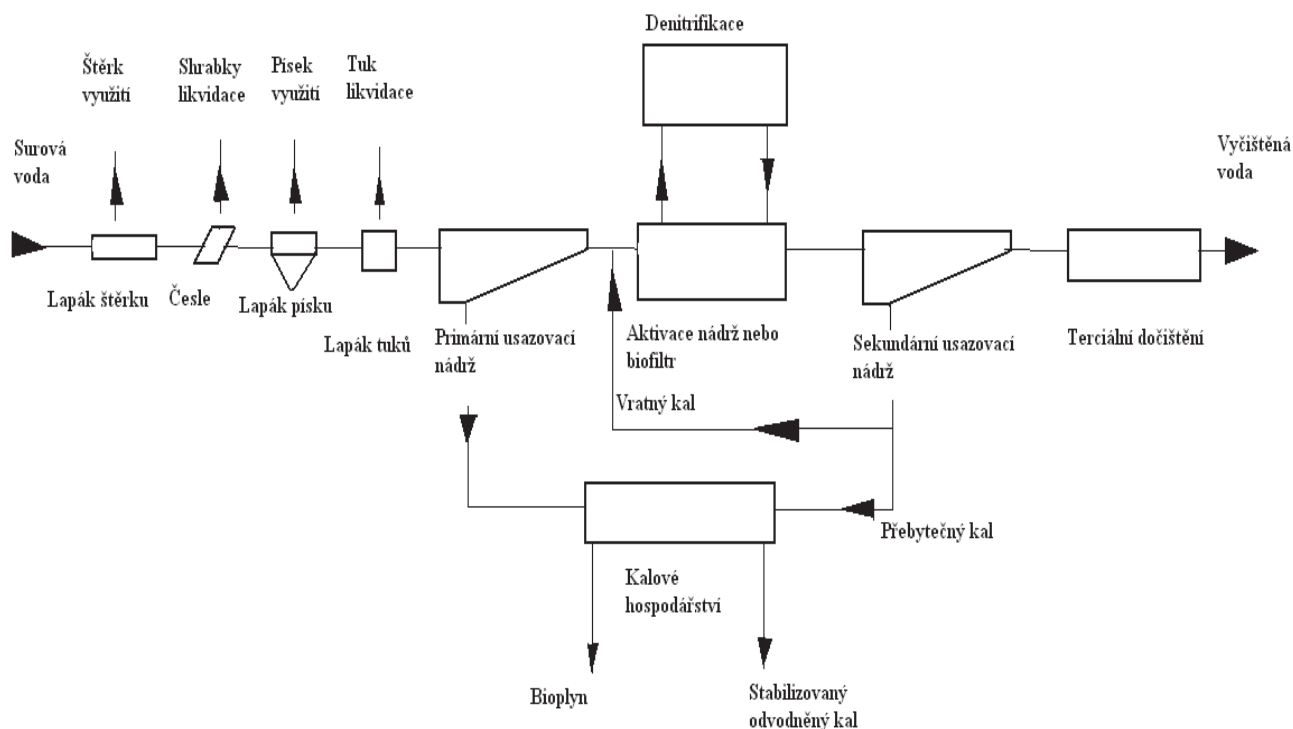 Denitrifikace
Štěrk
využití
Shrabky
likvidace
Písek
využití
Tuk
likvidace
Surová
voda
Vyčištěná
voda
Lapák štěrku
Česle
Lapák písku
Lapák tuků
Primární usazovací
nádrž
Aktivace nádrž nebo
biofiltr
Sekundární usazovací
nádrž
Terciální dočištění
Vratný kal
Přebytečný kal
Kalové
hospodářství
Bioplyn
Stabilizovaný
odvodněný kal